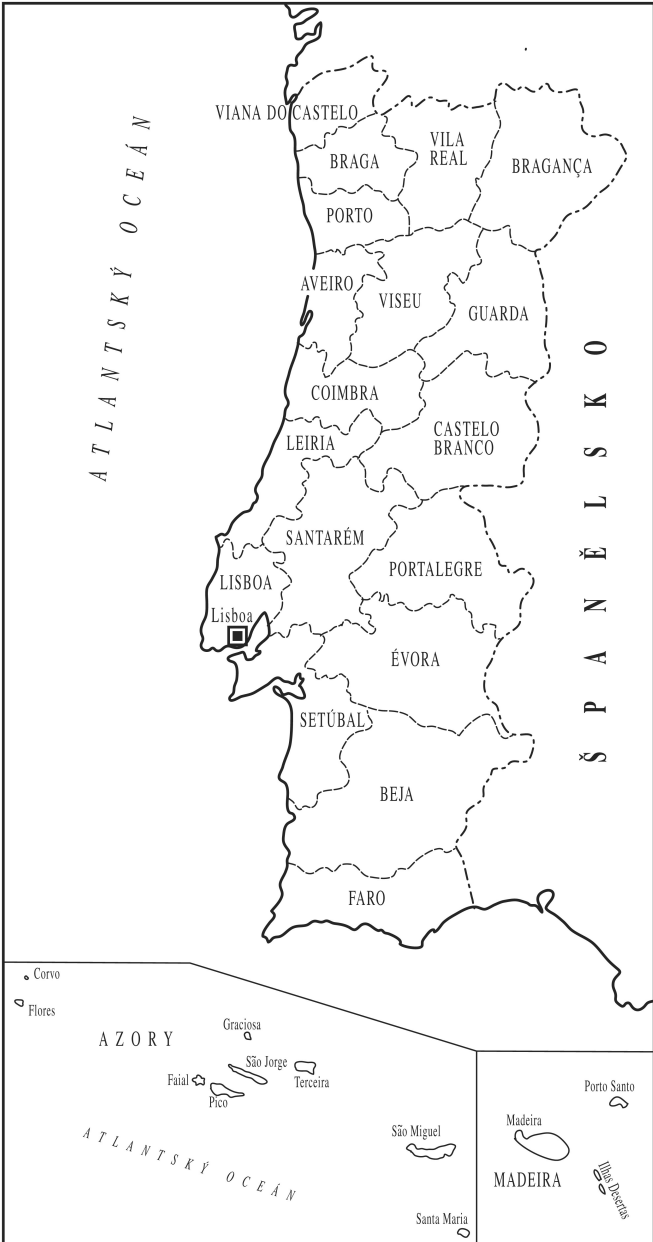 VIANA DO CASTELO
BRAGA
VILA
REAL
BRAGANÇA
PORTO
AVEIRO
VISEU
GUARDA
COIMBRA
CASTELO
BRANCO
LEIRIA
SANTARÉM
PORTALEGRE
LISBOA
Lisboa
ÉVORA
SETÚBAL
BEJA
FARO
ATLANTSKÝ OCEÁN
ŠPANĚLSKO
Corvo
Flores
AZORY
Graciosa
São Jorge
Terceira
Faial
Pico
São Miguel
Santa Maria
ATLANTSKÝ OCEÁN
Porto Santo
Madeira
Ilhas Desertas
MADEIRA